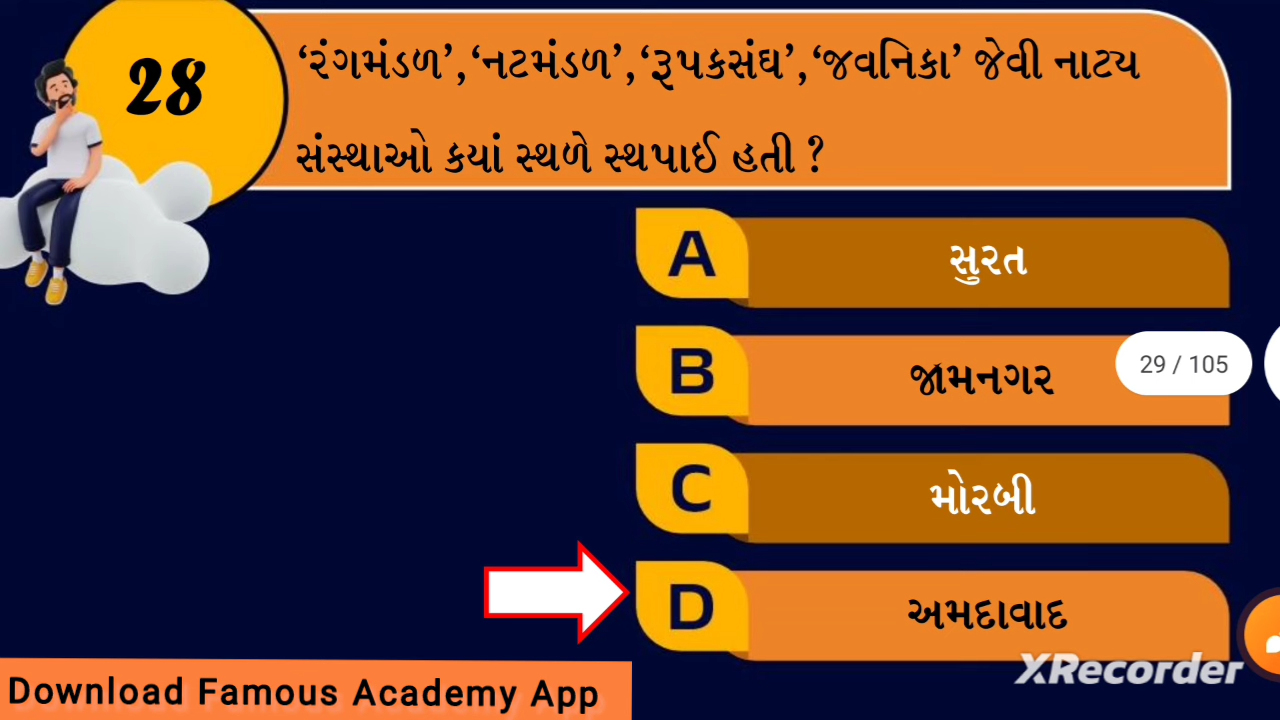 28
‘રંગમંડળ’,‘નટમંડળ’,‘રૂપકસંઘ’,‘જવનિકા’ જેવી નાટય
સંસ્થાઓ કયાં સ્થળે સ્થપાઈ હતી ?
A સુરત
B જામનગર
29 / 105
C મોરબી
D અમદાવાદ
XRecorder
Download Famous Academy App